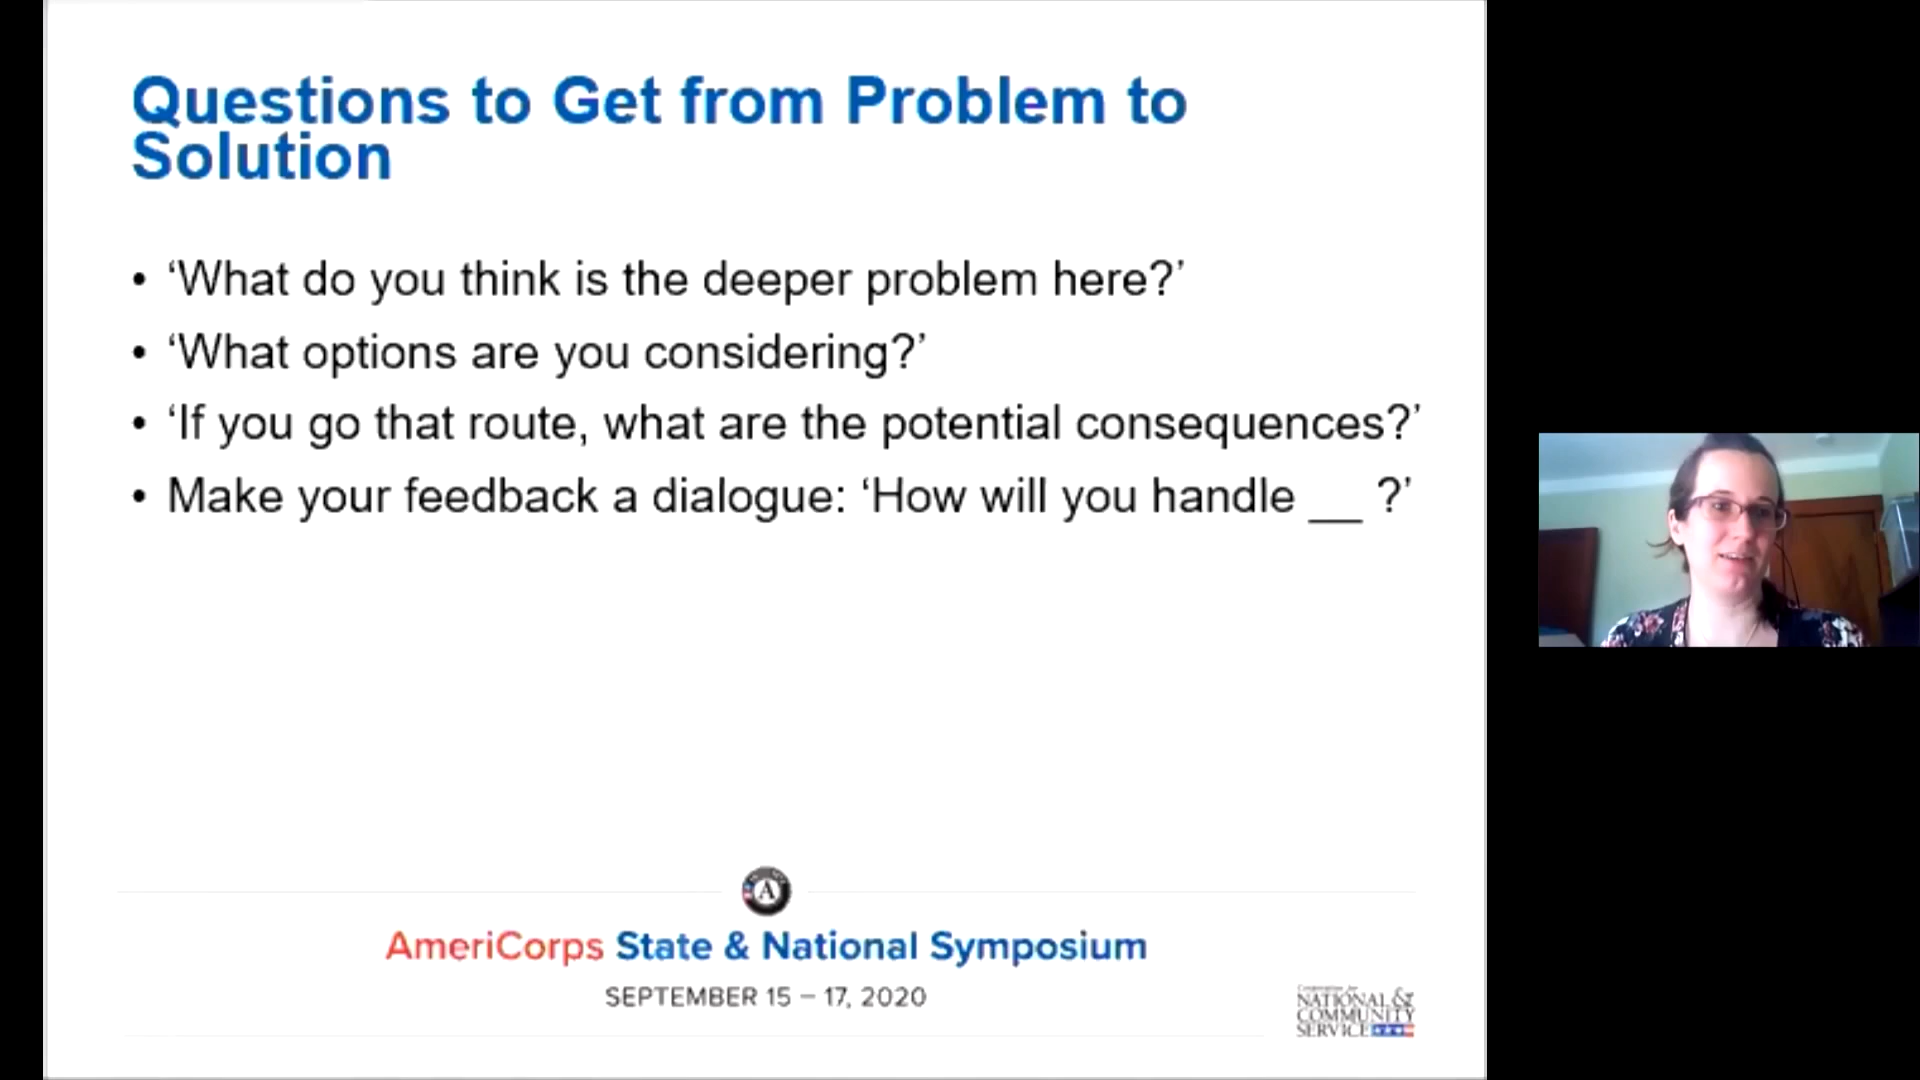 Questions to Get from Problem to
Solution
• ‘What do you think is the deeper problem here?’
• ‘What options are you considering?’
• ‘If you go that route, what are the potential consequences?’
• Make your feedback a dialogue: ‘How will you handle __ ?’
A
AmeriCorps State & National Symposium
SEPTEMBER 15 – 17, 2020
Corporation for
NATIONAL &
COMMUNITY
SERVICE